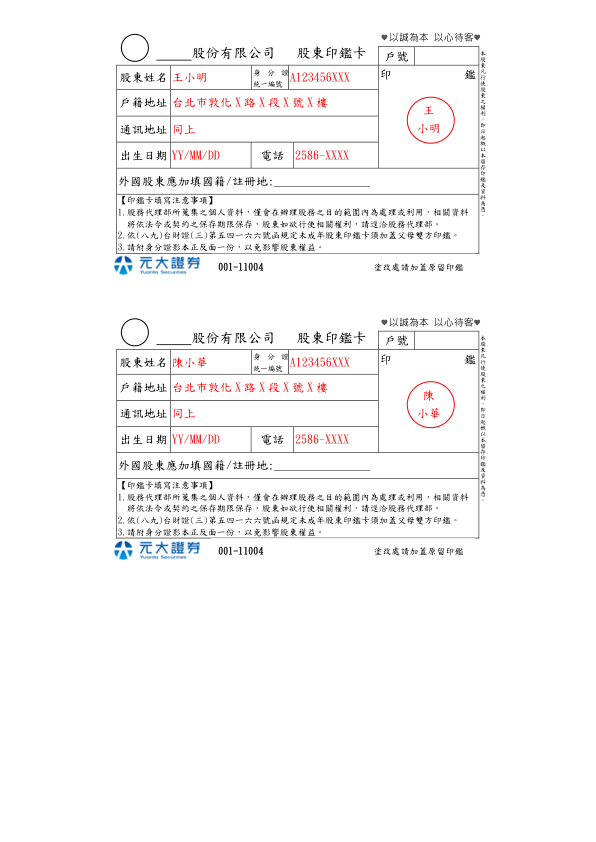 ♥以誠為本 以心待客♥
_____股份有限公司 股東印鑑卡
戶號
股東姓名 王小明
身分證
統一編號
A123456XXX
印 鑑
戶籍地址 台北市敦化 X 路 X 段 X 號 X 樓
王
小明
通訊地址 同上
出生日期 YY/MM/DD 電話 2586-XXXX
外國股東應加填國籍/註冊地:________________
本股東凡行使股東之權利，即日起概以本留存印鑑及資料為憑。
【印鑑卡填寫注意事項】
1.股務代理部所蒐集之個人資料，僅會在辦理股務之目的範圍內為處理或利用，相關資料
將依法令或契約之保存期限保存，股東如欲行使相關權利，請逕洽股務代理部。
2.依(八九)台財證(三)第五四一六六號函規定未成年股東印鑑卡須加蓋父母雙方印鑑。
3.請附身分證影本正反面一份，以免影響股東權益。
元大證券
Yuanta Securities
001-11004
塗改處請加蓋原留印鑑
♥以誠為本 以心待客♥
_____股份有限公司 股東印鑑卡
戶號
股東姓名 陳小華
身分證
統一編號
A123456XXX
印 鑑
戶籍地址 台北市敦化 X 路 X 段 X 號 X 樓
陳
小華
通訊地址 同上
出生日期 YY/MM/DD 電話 2586-XXXX
外國股東應加填國籍/註冊地:________________
本股東凡行使股東之權利，即日起概以本留存印鑑及資料為憑。
【印鑑卡填寫注意事項】
1.股務代理部所蒐集之個人資料，僅會在辦理股務之目的範圍內為處理或利用，相關資料
將依法令或契約之保存期限保存，股東如欲行使相關權利，請逕洽股務代理部。
2.依(八九)台財證(三)第五四一六六號函規定未成年股東印鑑卡須加蓋父母雙方印鑑。
3.請附身分證影本正反面一份，以免影響股東權益。
元大證券
Yuanta Securities
001-11004
塗改處請加蓋原留印鑑